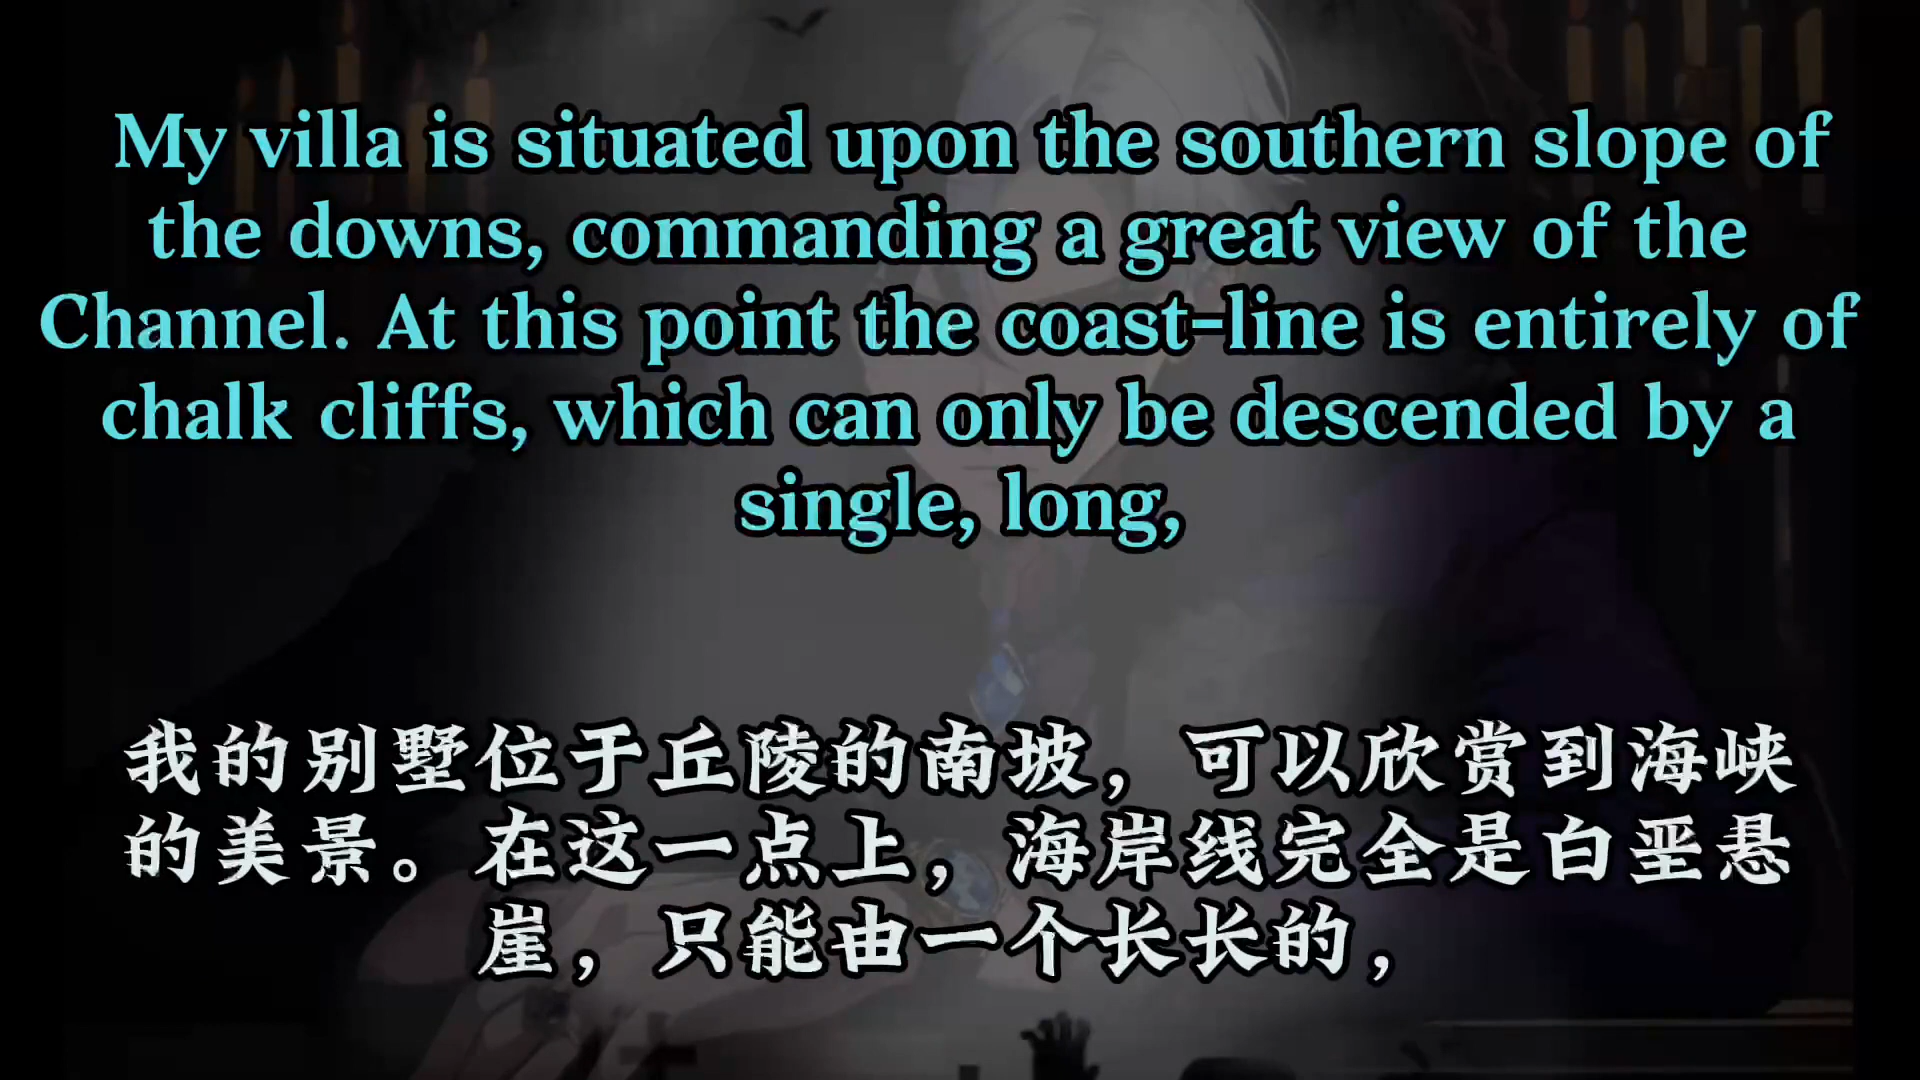 My villa is situated upon the southern slope of
the downs, commanding a great view of the
Channel. At this point the coast-line is entirely of
chalk cliffs, which can only be descended by a
single, long,
我的别墅位于丘陵的南坡，可以欣赏到海峡
的美景。在这一点上，海岸线完全是白垩悬
崖，只能由一个长长的，